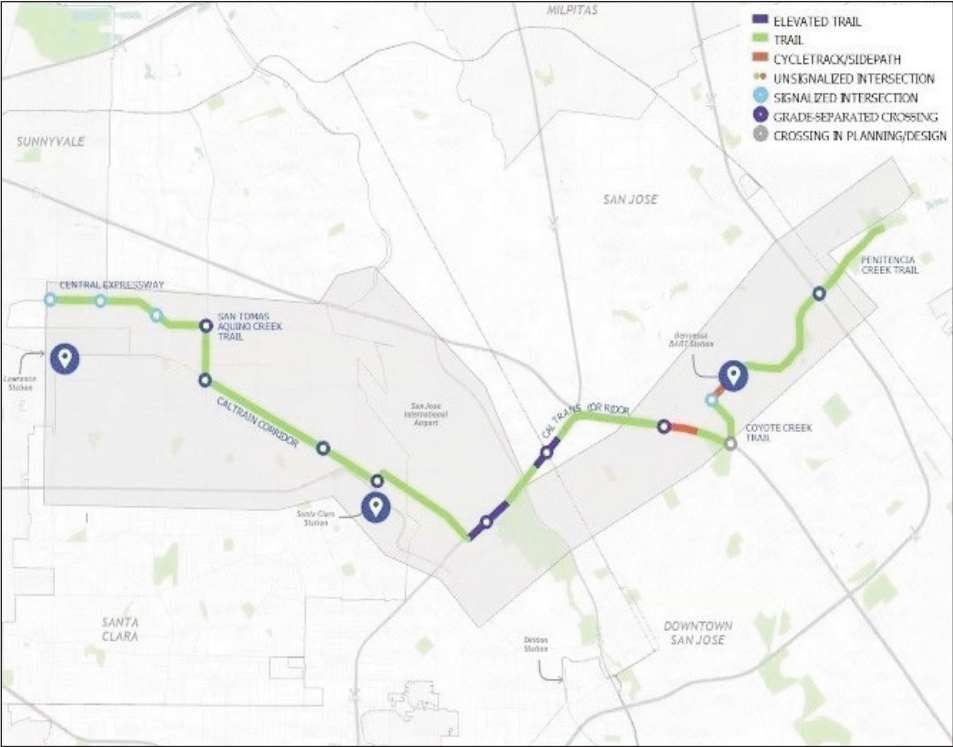 MILPITAS
ELEVATED TRAIL
TRAIL
CYCLETRACK/SIDEPATH
UNSIGNALIZED INTERSECTION
SIGNALIZED INTERSECTION
GRADE-SEPARATED CROSSING
CROSSING IN PLANNING/DESIGN
SUNNYVALE
SAN JOSE
PENITENCIA
CREEK TRAIL
CENTRAL EXPRESSWAY
SAN TOMAS
AQUINO CREEK
TRAIL
Berryessa
BART Station
Lawrence
Station
CALTRAIN CORRIDOR
San Jose
International
Airport
CALTRANS CORRIDOR
COYOTE CREEK
TRAIL
Santa Clara
Station
SANTA
CLARA
Diridon
Station
DOWNTOWN
SAN JOSE